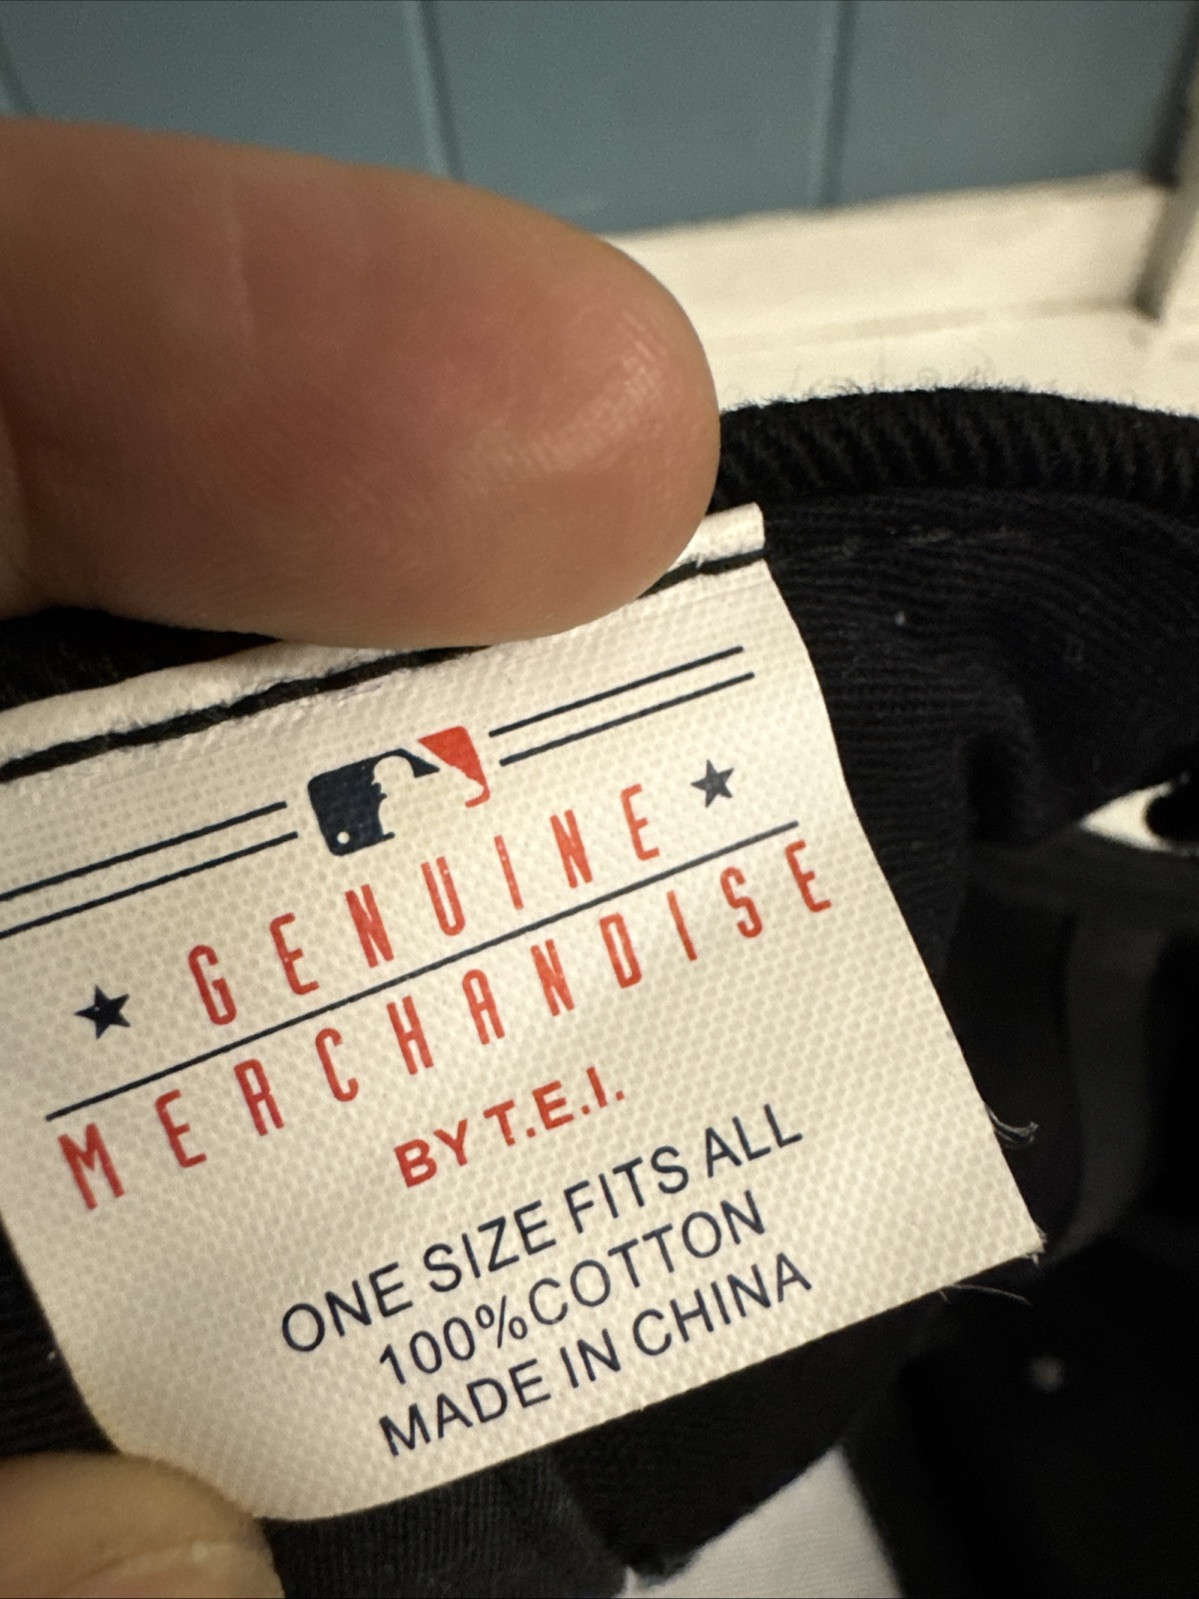 GENUINE
MERCHANDISE
BY T.E.I.
ONE SIZE FITS ALL
100%COTTON
MADE IN CHINA